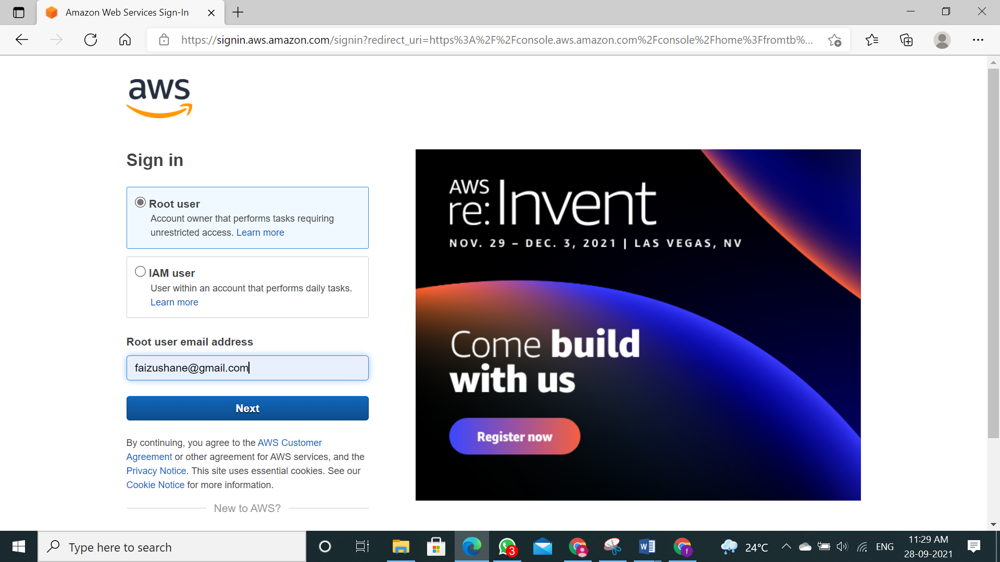 Amazon Web Services Sign-In
https://signin.aws.amazon.com/signin?redirect_uri=https%3A%2F%2Fconsole.aws.amazon.com%2Fconsole%2Fhome%3Ffromtb%...
aws
Sign in
Root user
Account owner that performs tasks requiring
unrestricted access. Learn more
IAM user
User within an account that performs daily tasks.
Learn more
Root user email address
faizushane@gmail.com
Next
By continuing, you agree to the AWS Customer
Agreement or other agreement for AWS services, and the
Privacy Notice. This site uses essential cookies. See our
Cookie Notice for more information.
New to AWS?
AWS
re:Invent
NOV. 29 – DEC. 3, 2021 | LAS VEGAS, NV
Come build
with us
Register now
Type here to search
3
W
f
24°C
ENG
11:29 AM
28-09-2021